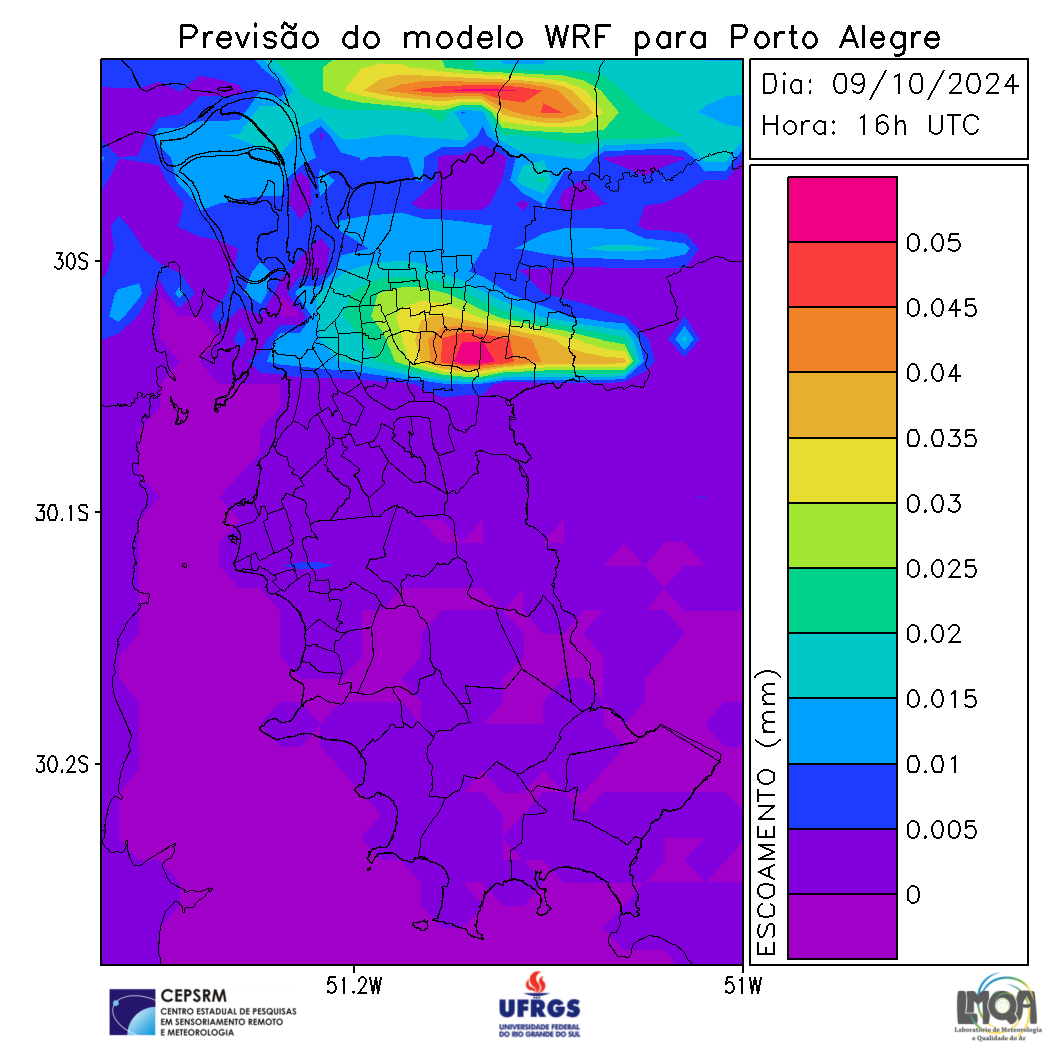 Previsão do modelo WRF para Porto Alegre
Dia: 09/10/2024
Hora: 16h UTC
0.05
0.045
0.04
0.035
0.03
0.025
0.02
0.015
0.01
0.005
0
ESCOAMENTO (mm)
30S
30.1S
30.2S
51.2W
51W
CEPSRM
CENTRO ESTADUAL DE PESQUISAS
EM SENSORIAMENTO REMOTO
E METEOROLOGIA
UFRGS
UNIVERSIDADE FEDERAL
DO RIO GRANDE DO SUL
LMQA
Laboratório de Meteorologia
e Qualidade do Ar